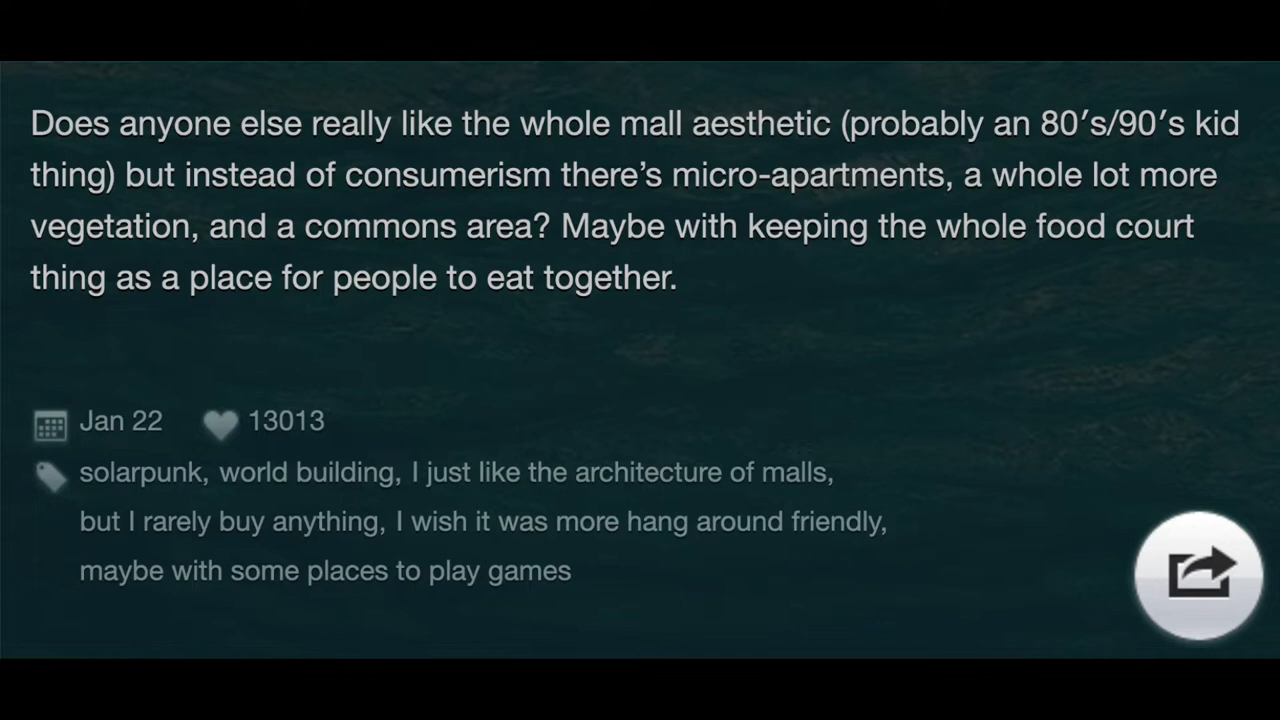 Does anyone else really like the whole mall aesthetic (probably an 80′s/90′s kid
thing) but instead of consumerism there’s micro-apartments, a whole lot more
vegetation, and a commons area? Maybe with keeping the whole food court
thing as a place for people to eat together.
Jan 22 13013
solarpunk, world building, I just like the architecture of malls,
but I rarely buy anything, I wish it was more hang around friendly,
maybe with some places to play games